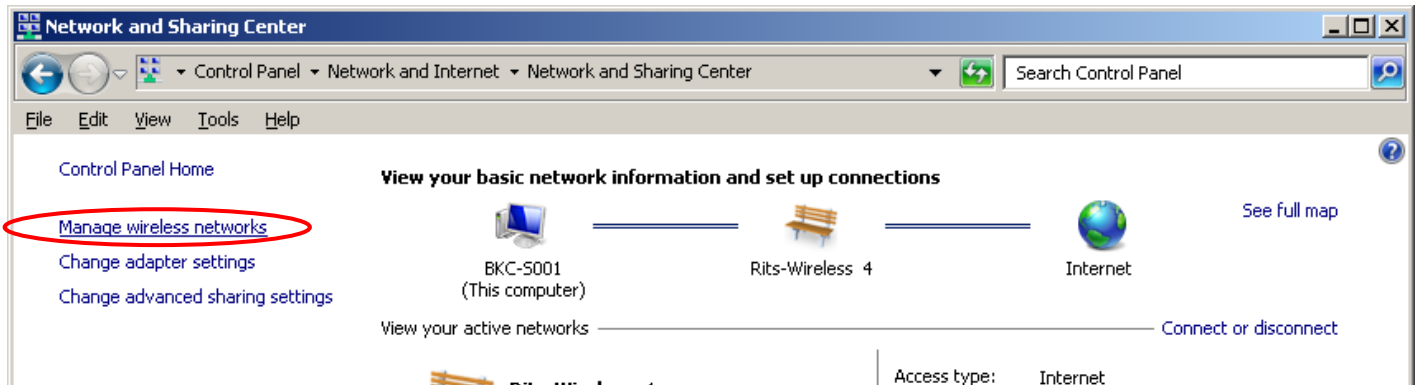 Network and Sharing Center
Control Panel Network and Internet Network and Sharing Center Search Control Panel
File Edit View Tools Help
Control Panel Home
View your basic network information and set up connections
See full map
Manage wireless networks
Change adapter settings
Change advanced sharing settings
BKC-S001
(This computer)
Rits-Wireless 4
Internet
View your active networks Connect or disconnect
Access type: Internet